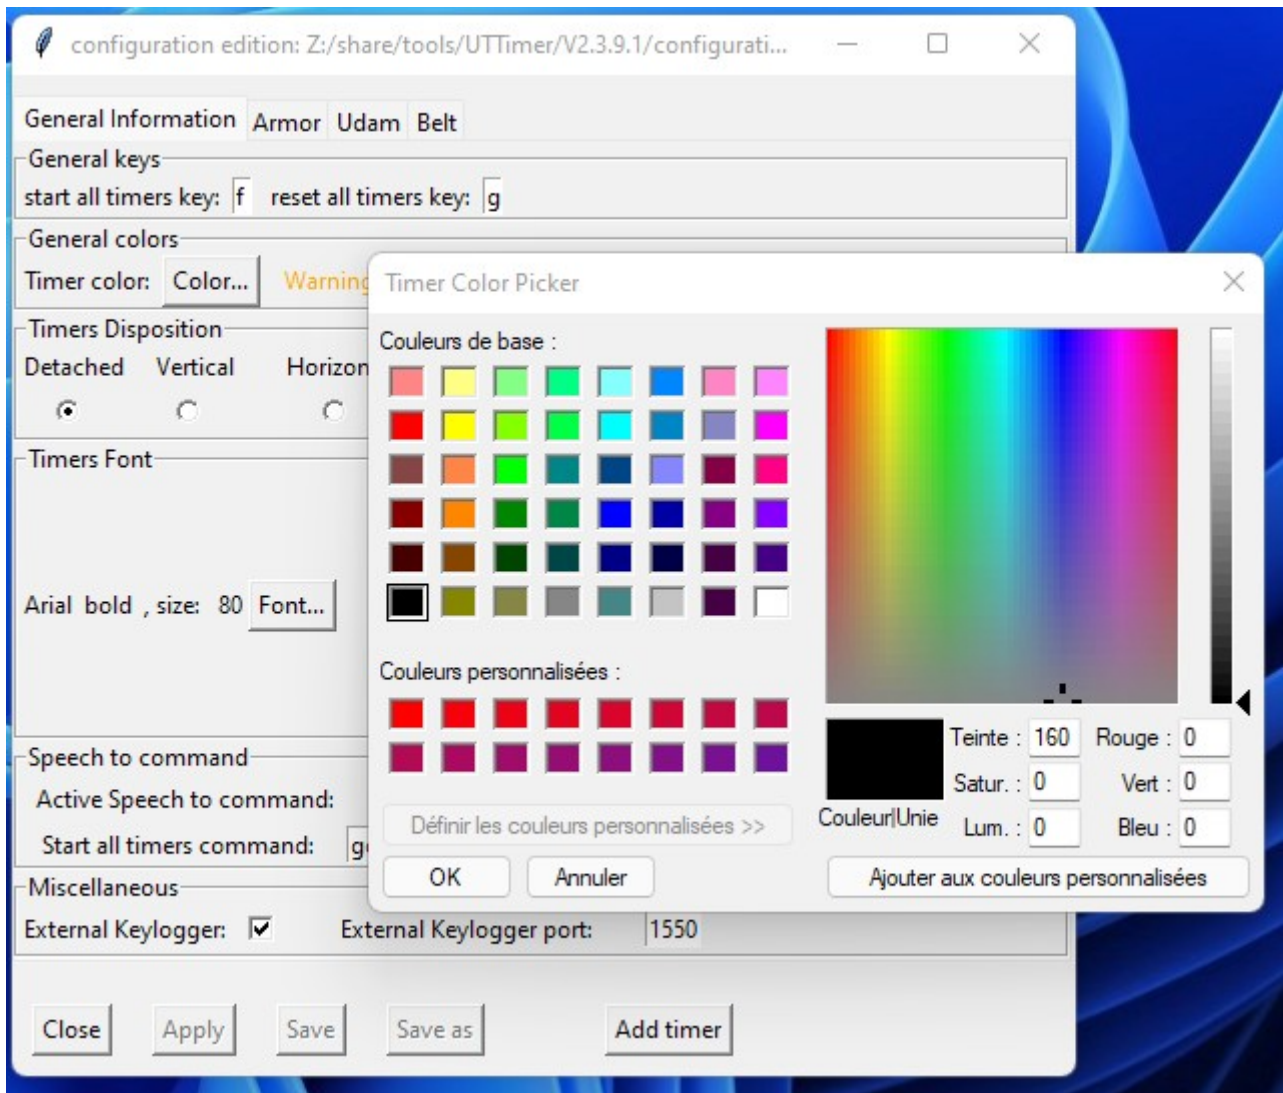 configuration edition: Z:/share/tools/UTTimer/V2.3.9.1/configurati...
General Information Armor Udam Belt
General keys
start all timers key: f reset all timers key: g
General colors
Timer color: Color... Warning
Timers Disposition
Detached Vertical Horizon
Timers Font
Arial bold , size: 80 Font...
Speech to command
Active Speech to command:
Start all timers command:
Miscellaneous
External Keylogger: External Keylogger port: 1550
Close Apply Save Save as Add timer
Timer Color Picker
Couleurs de base :
Couleurs personnalisées :
Définir les couleurs personnalisées >>
OK Annuler
Couleur|Unie
Teinte : 160 Rouge : 0
Satur. : 0 Vert : 0
Lum. : 0 Bleu : 0
Ajouter aux couleurs personnalisées